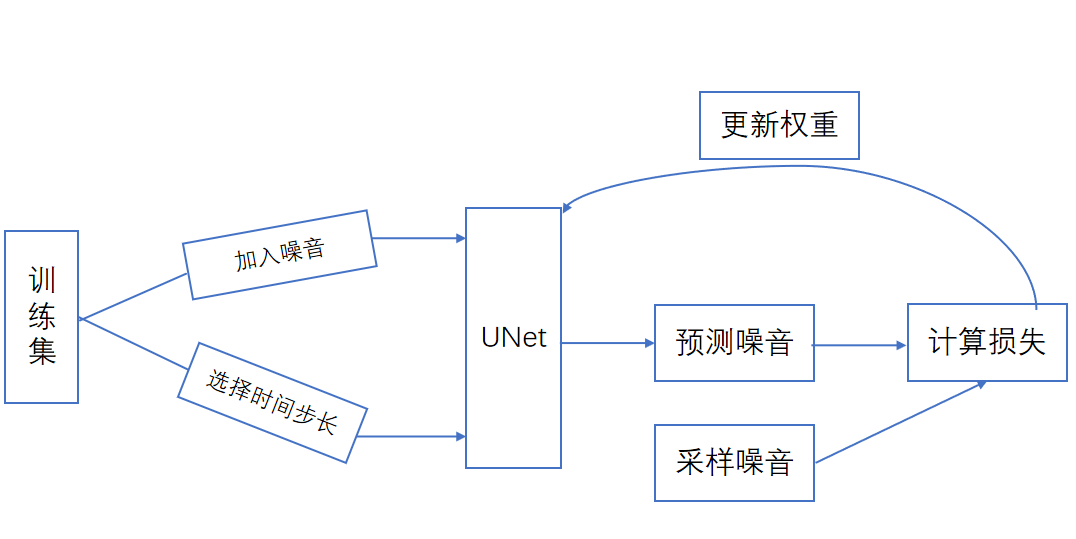 训
练
集
加入噪音
选择时间步长
UNet
更新权重
预测噪音
计算损失
采样噪音